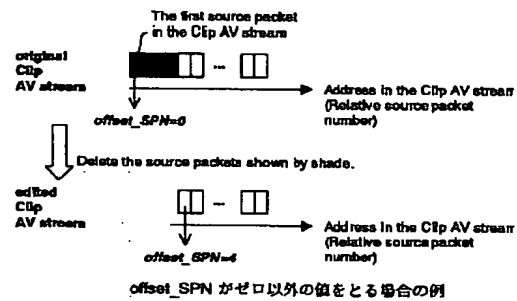 The first source packet
in the Clip AV stream
original
Clip
AV stream
...
Address in the Clip AV stream
(Relative source packet
number)
offset_SPN=0
Delete the source packets shown by shade.
edited
Clip
AV stream
...
Address in the Clip AV stream
(Relative source packet
number)
offset_SPN=4
offset_SPN がゼロ以外の値をとる場合の例